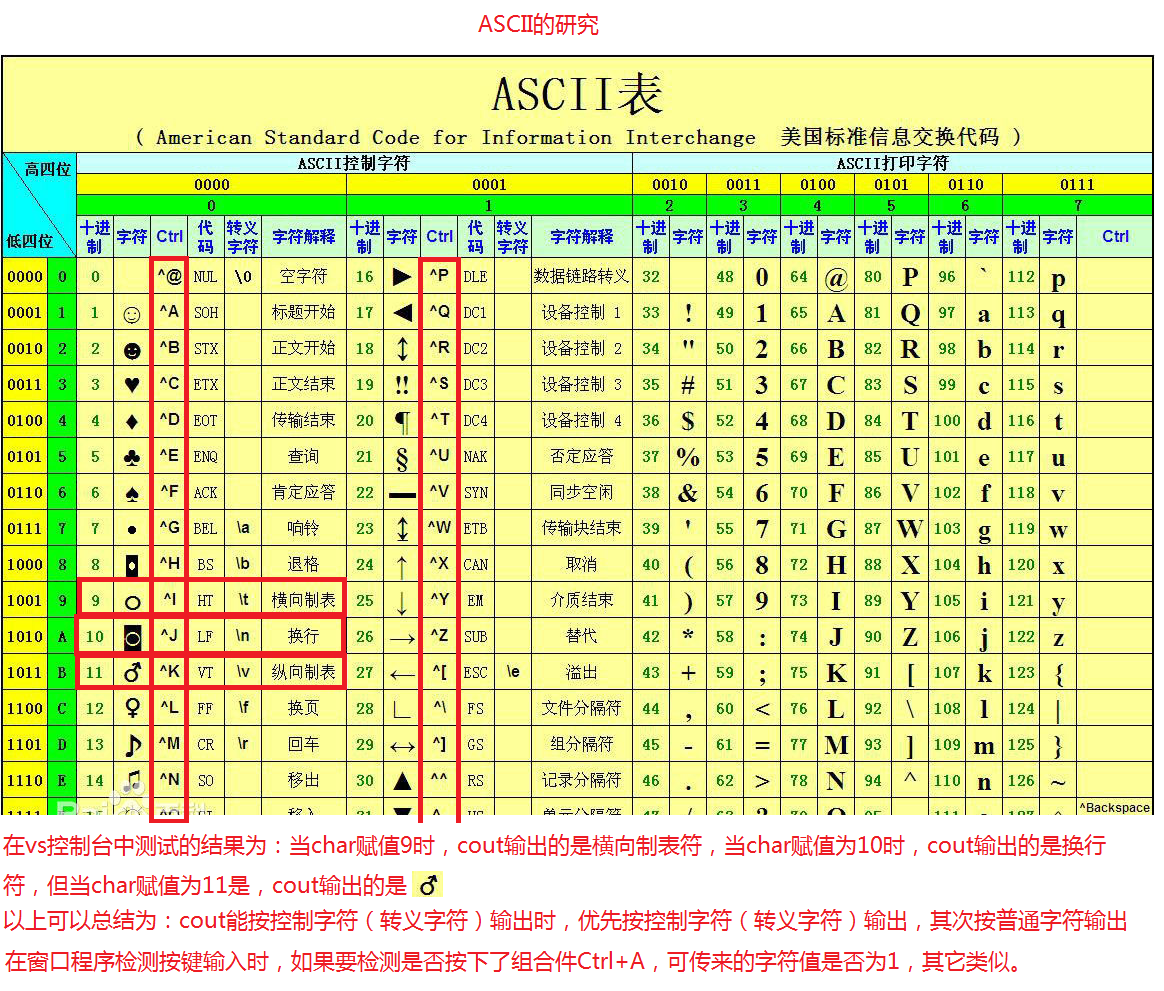 ASCII的研究
ASCII表
( American Standard Code for Information Interchange 美国标准信息交换代码 )
高四位 ASCII控制字符 ASCII打印字符
0000 0001 0010 0011 0100 0101 0110 0111
0 1 2 3 4 5 6 7
低四位 十进制 字符 Ctrl 代码 转义字符 字符解释 十进制 字符 Ctrl 代码 转义字符 字符解释 十进制 字符 十进制 字符 十进制 字符 十进制 字符 十进制 字符 十进制 字符 Ctrl
0000 0 0 ^@ NUL \0 空字符 16 ► ^P DLE 数据链路转义 32 48 0 64 @ 80 P 96 ` 112 p
0001 1 1 ☺ ^A SOH 标题开始 17 ◄ ^Q DC1 设备控制 1 33 ! 49 1 65 A 81 Q 97 a 113 q
0010 2 2 ☻ ^B STX 正文开始 18 ↕ ^R DC2 设备控制 2 34 " 50 2 66 B 82 R 98 b 114 r
0011 3 3 ♥ ^C ETX 正文结束 19 ‼ ^S DC3 设备控制 3 35 # 51 3 67 C 83 S 99 c 115 s
0100 4 4 ♦ ^D EOT 传输结束 20 ¶ ^T DC4 设备控制 4 36 $ 52 4 68 D 84 T 100 d 116 t
0101 5 5 ♣ ^E ENQ 查询 21 § ^U NAK 否定应答 37 % 53 5 69 E 85 U 101 e 117 u
0110 6 6 ♠ ^F ACK 肯定应答 22 ▬ ^V SYN 同步空闲 38 & 54 6 70 F 86 V 102 f 118 v
0111 7 7 • ^G BEL \a 响铃 23 ↨ ^W ETB 传输块结束 39 ' 55 7 71 G 87 W 103 g 119 w
1000 8 8 ◘ ^H BS \b 退格 24 ↑ ^X CAN 取消 40 ( 56 8 72 H 88 X 104 h 120 x
1001 9 9 ○ ^I HT \t 横向制表 25 ↓ ^Y EM 介质结束 41 ) 57 9 73 I 89 Y 105 i 121 y
1010 A 10 ◙ ^J LF \n 换行 26 → ^Z SUB 替代 42 * 58 : 74 J 90 Z 106 j 122 z
1011 B 11 ♂ ^K VT \v 纵向制表 27 ← ^[ ESC \e 溢出 43 + 59 ; 75 K 91 [ 107 k 123 {
1100 C 12 ♀ ^L FF \f 换页 28 ∟ ^\ FS 文件分隔符 44 , 60 < 76 L 92 \ 108 l 124 |
1101 D 13 ♪ ^M CR \r 回车 29 ↔ ^] GS 组分隔符 45 - 61 = 77 M 93 ] 109 m 125 }
1110 E 14 ♫ ^N SO 移出 30 ▲ ^^ RS 记录分隔符 46 . 62 > 78 N 94 ^ 110 n 126 ~
^Backspace
在vs控制台中测试的结果为：当char赋值9时，cout输出的是横向制表符，当char赋值为10时，cout输出的是换行
符，但当char赋值为11是，cout输出的是 ♂
以上可以总结为：cout能按控制字符（转义字符）输出时，优先按控制字符（转义字符）输出，其次按普通字符输出
在窗口程序检测按键输入时，如果要检测是否按下了组合件Ctrl+A，可传来的字符值是否为1，其它类似。